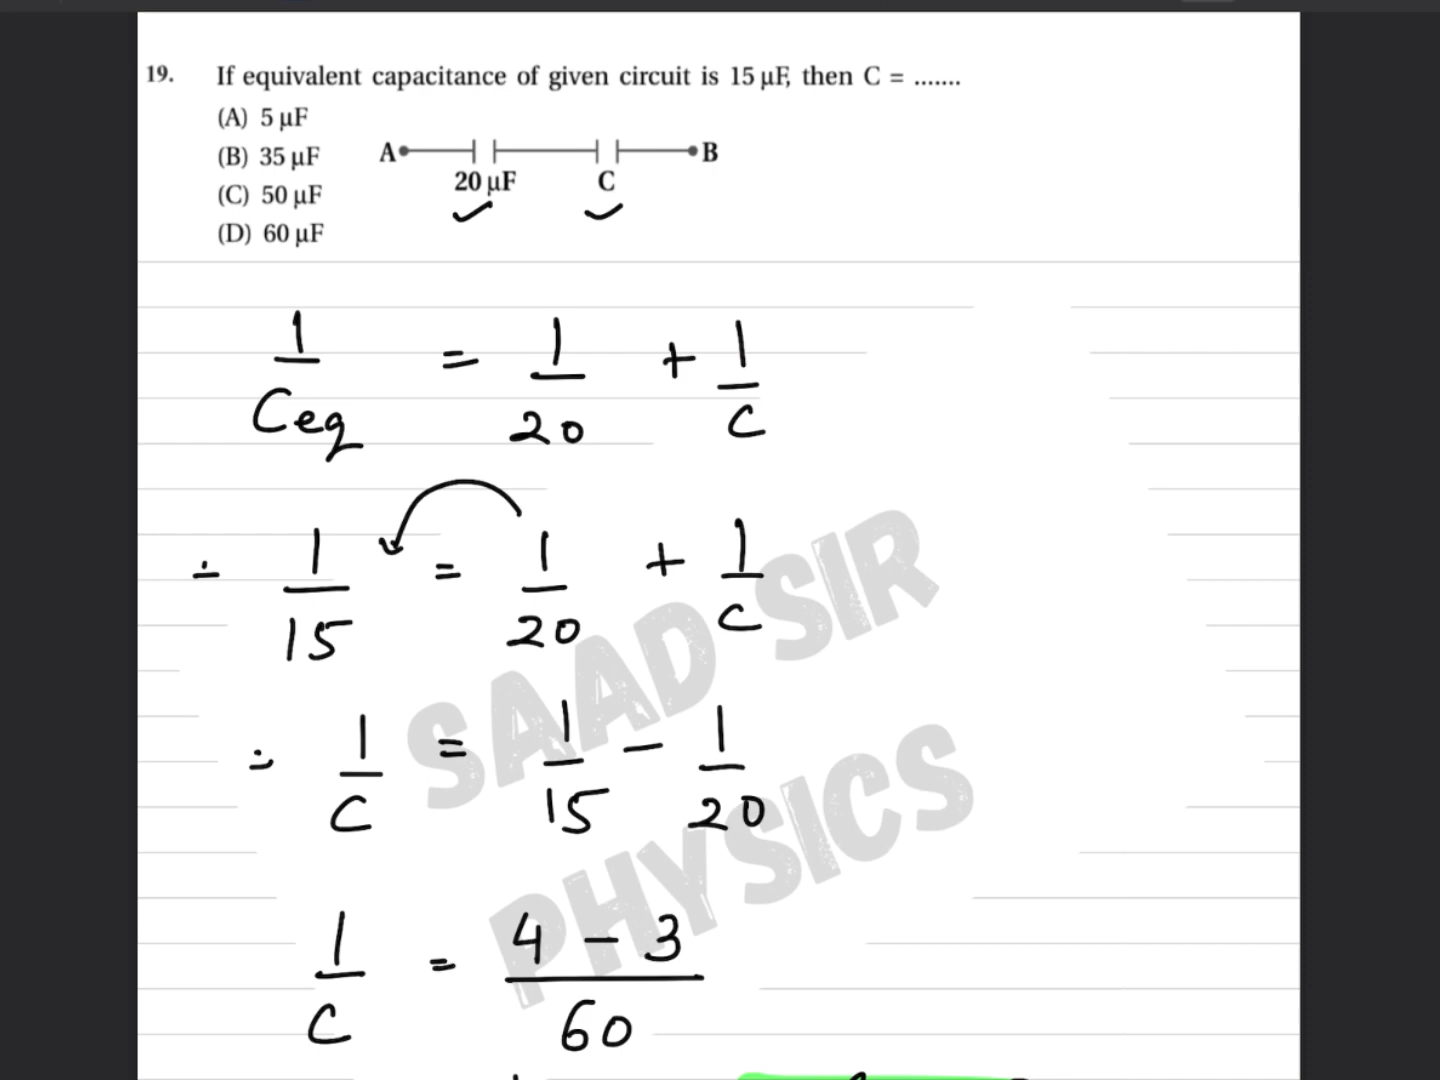 19. If equivalent capacitance of given circuit is 15 μF, then C = .......
(A) 5 μF
(B) 35 μF
(C) 50 μF
(D) 60 μF
A B
20 μF C
1/Ceq = 1/20 + 1/C
∴ 1/15 = 1/20 + 1/C
∴ 1/C = 1/15 - 1/20
1/C = 4 - 3/60
SAAD SIR
PHYSICS